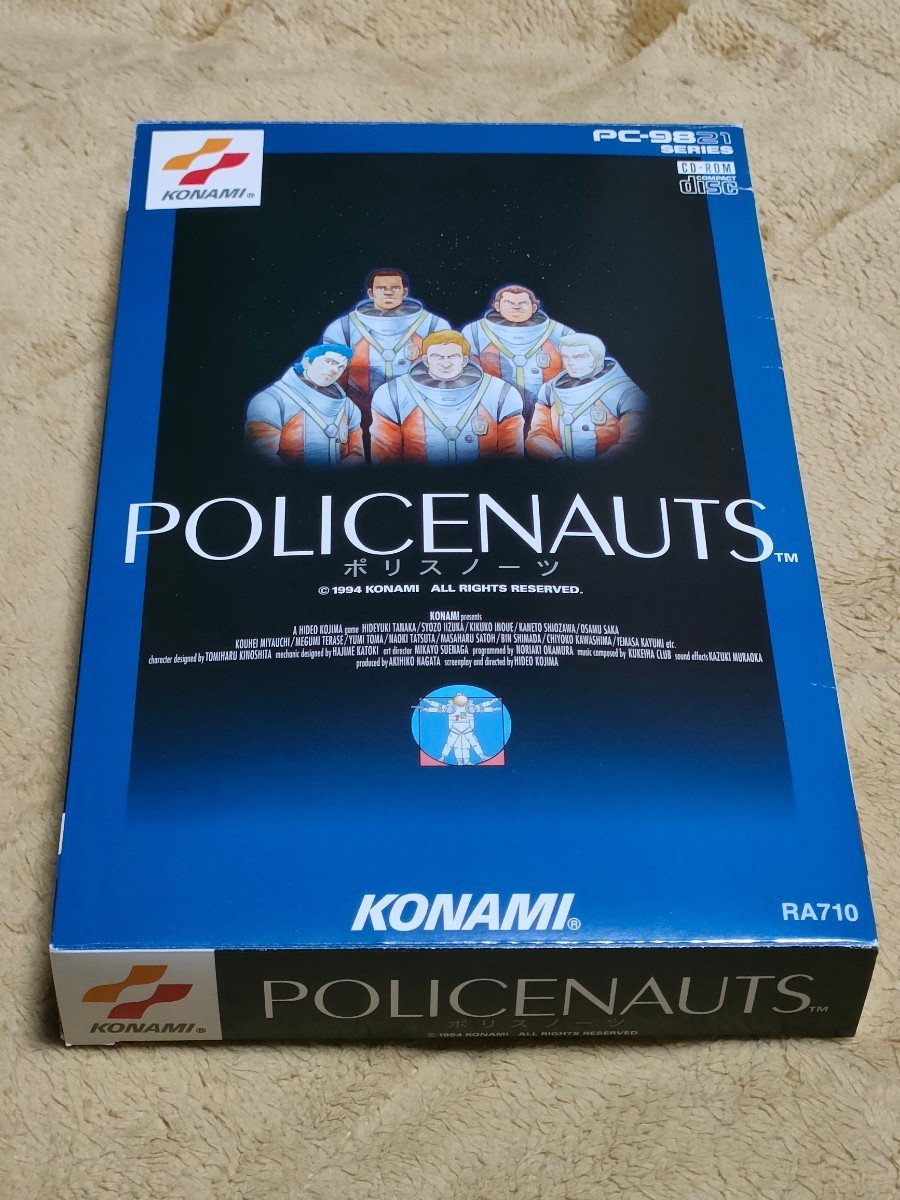 KONAMI®
PC-9821
SERIES
CD-ROM
COMPACT
disc
POLICENAUTS™
ポリスノーツ
© 1994 KONAMI ALL RIGHTS RESERVED.
KONAMI presents
A HIDEO KOJIMA game HIDEYUKI TANAKA/SYOZO IIZUKA/KIKUKO INOUE/KANETO SHIOZAWA/OSAMU SAKA
KOUHEI MIYAUCHI/MEGUMI TERASE/YUMI TOMA/NAOKI TATSUTA/MASAHARU SATOH/BIN SHIMADA/CHIYOKO KAWASHIMA/TEMASA KAYUMI etc.
character designed by TOMIHARU KINOSHITA mechanic designed by HAJIME KATOKI art director MIKAYO SUENAGA programmed by NORIAKI OKAMURA music composed by KUKEIHA CLUB sound effects KAZUKI MURAOKA
produced by AKIHIKO NAGATA screenplay and directed by HIDEO KOJIMA
KONAMI®
RA710
KONAMI®
POLICENAUTS™
ポリスノーツ
© 1994 KONAMI ALL RIGHTS RESERVED.